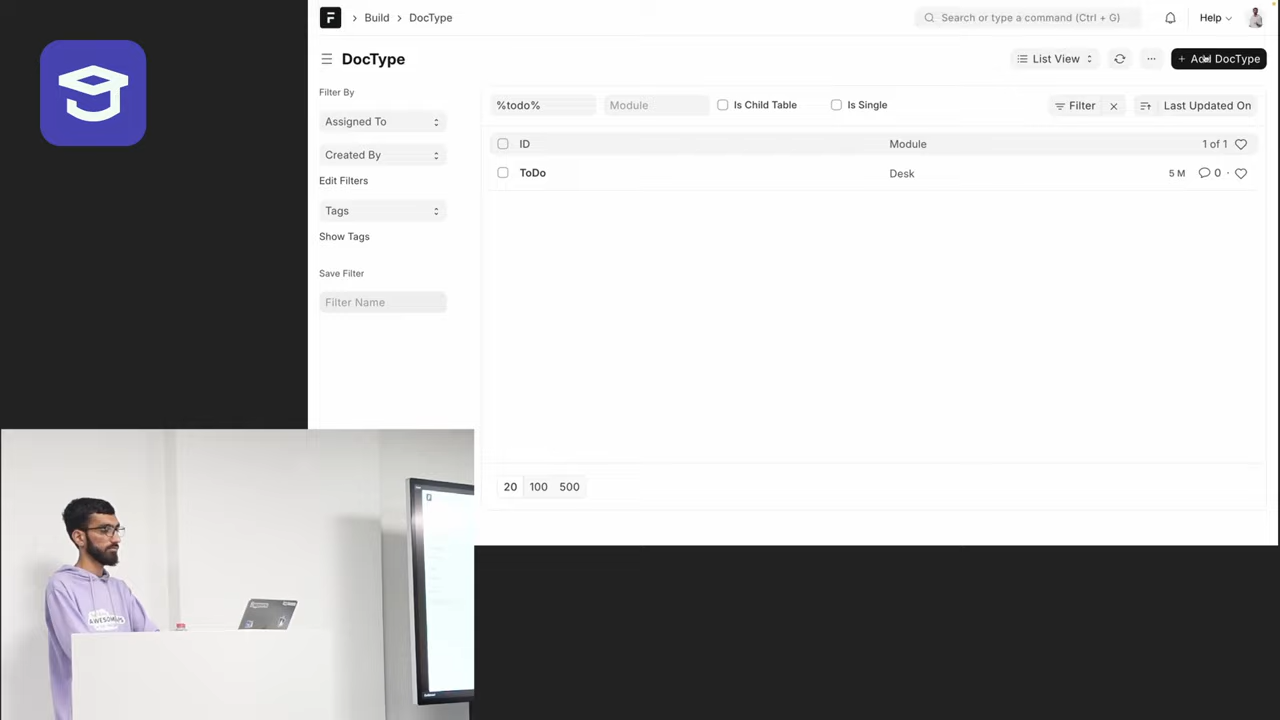 Build > DocType
Search or type a command (Ctrl + G)
Help
DocType
List View
...
+ Add DocType
Filter By
Assigned To
Created By
Edit Filters
Tags
Show Tags
Save Filter
Filter Name
%todo%
Module
Is Child Table
Is Single
Filter
Last Updated On
ID
Module
1 of 1
ToDo
Desk
5 M
0
20
100
500